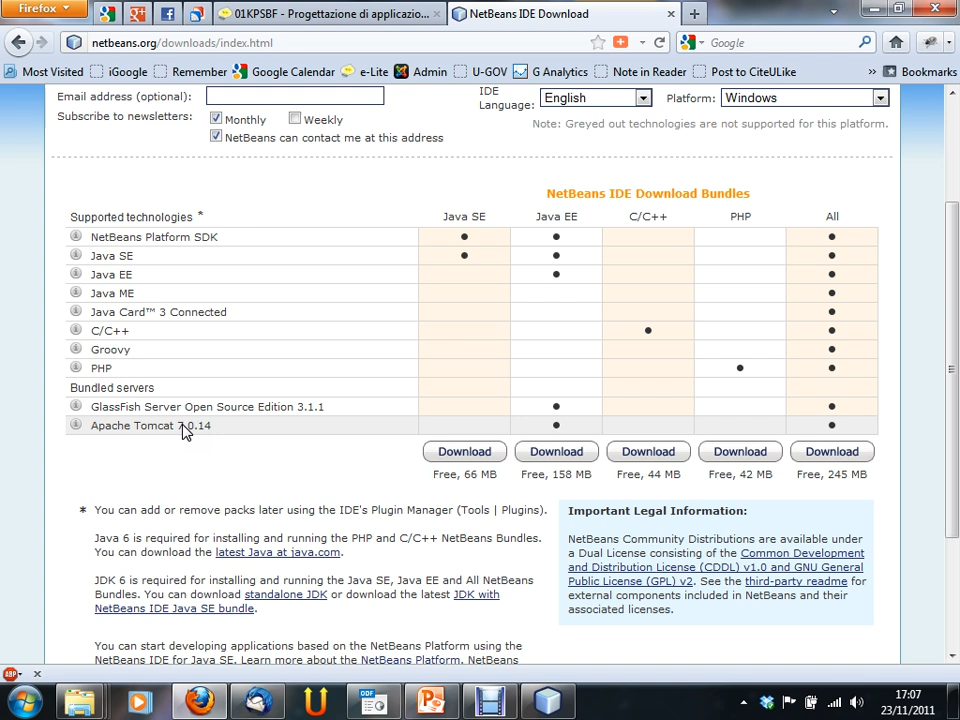 Firefox
01KPSBF - Progettazione di applicazio...
NetBeans IDE Download
netbeans.org/downloads/index.html
Google
Most Visited
iGoogle
Remember
Google Calendar
e-Lite
Admin
U-GOV
G Analytics
Note in Reader
Post to CiteULike
»
Bookmarks
Email address (optional):
IDE Language:
English
Platform:
Windows
Subscribe to newsletters:
Monthly
Weekly
Note: Greyed out technologies are not supported for this platform.
NetBeans can contact me at this address
NetBeans IDE Download Bundles
Supported technologies *
Java SE
Java EE
C/C++
PHP
All
NetBeans Platform SDK
Java SE
Java EE
Java ME
Java Card™ 3 Connected
C/C++
Groovy
PHP
Bundled servers
GlassFish Server Open Source Edition 3.1.1
Apache Tomcat 7.0.14
Download Download Download Download Download
Free, 66 MB
Free, 158 MB
Free, 44 MB
Free, 42 MB
Free, 245 MB
* You can add or remove packs later using the IDE's Plugin Manager (Tools | Plugins).
Java 6 is required for installing and running the PHP and C/C++ NetBeans Bundles.
You can download the latest Java at java.com.
JDK 6 is required for installing and running the Java SE, Java EE and All NetBeans
Bundles. You can download standalone JDK or download the latest JDK with
NetBeans IDE Java SE bundle.
You can start developing applications based on the NetBeans Platform using the
NetBeans IDE for Java SE. Learn more about the NetBeans Platform. NetBeans
Important Legal Information:
NetBeans Community Distributions are available under
a Dual License consisting of the Common Development
and Distribution License (CDDL) v1.0 and GNU General
Public License (GPL) v2. See the third-party readme for
external components included in NetBeans and their
associated licenses.
ABP
ODF
17:07
23/11/2011